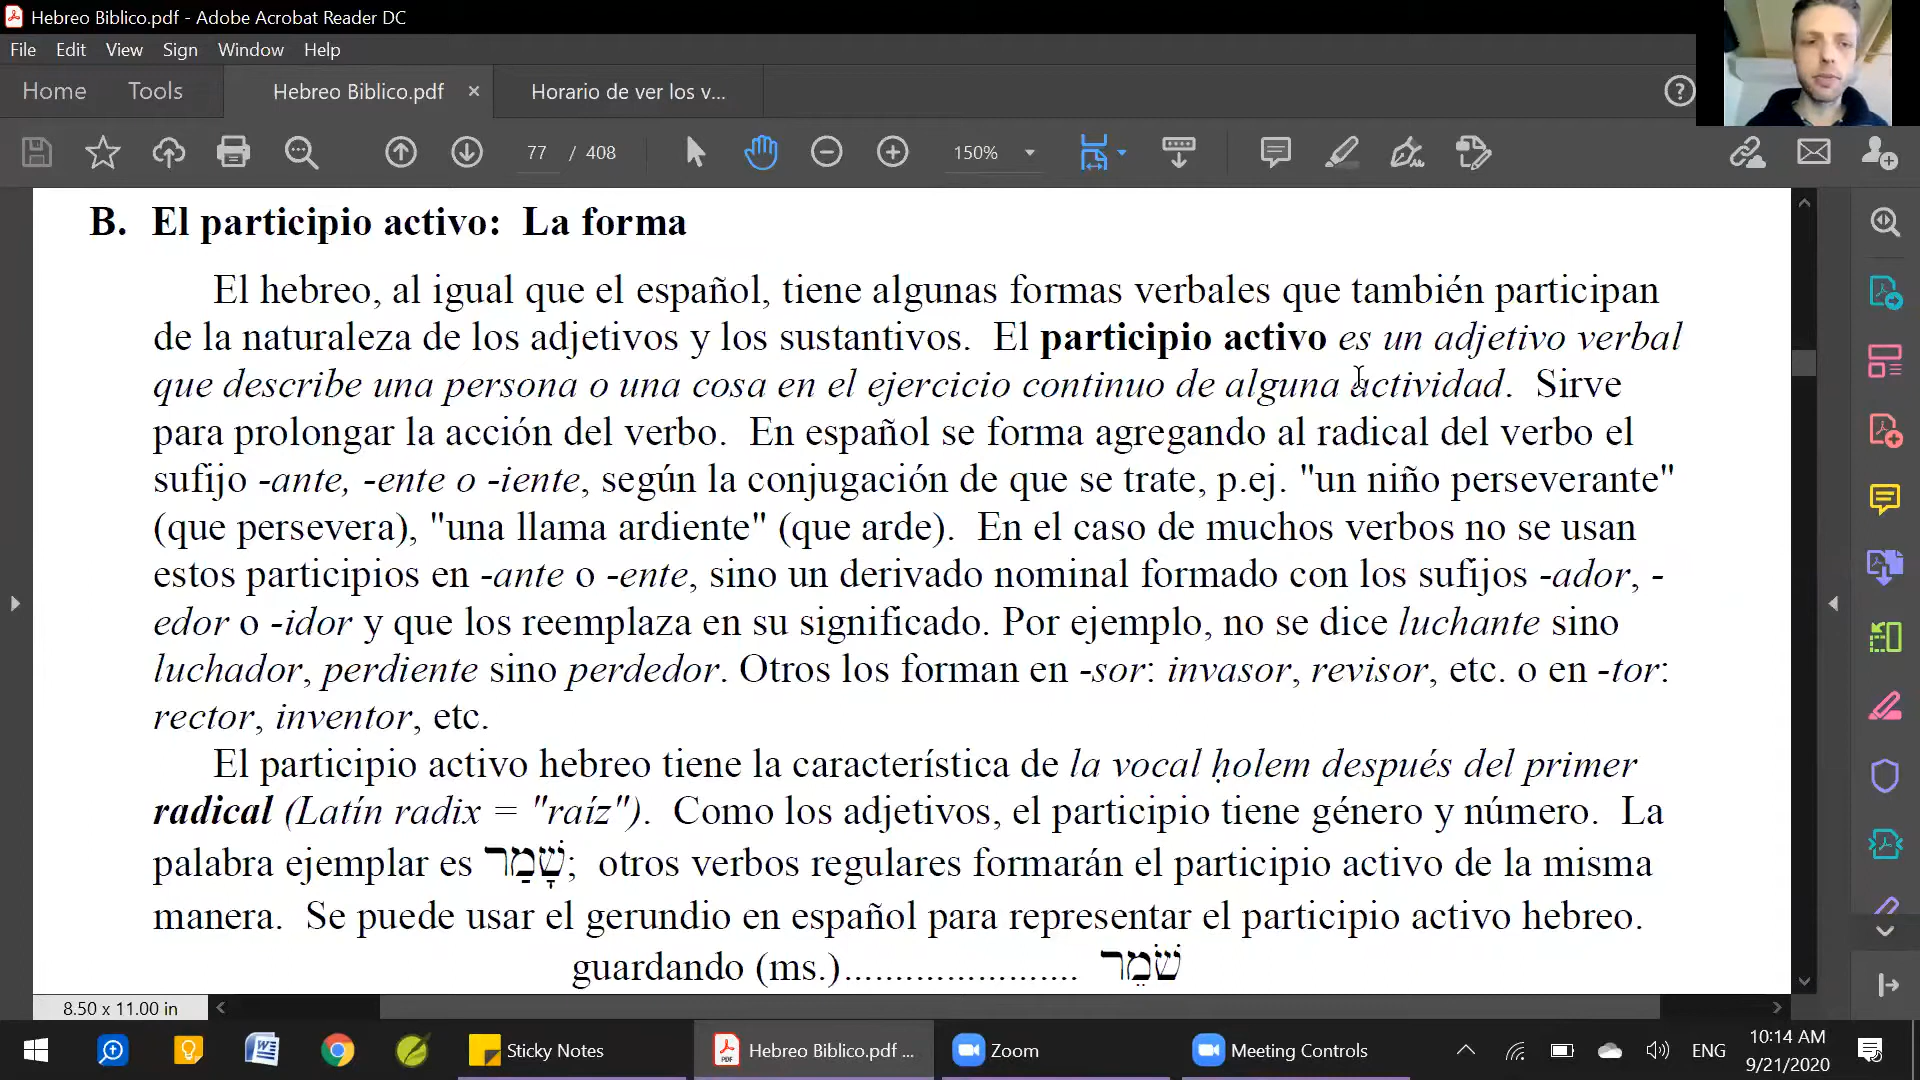 Hebreo Biblico.pdf - Adobe Acrobat Reader DC
File Edit View Sign Window Help
Home Tools Hebreo Biblico.pdf × Horario de ver los v...
77 / 408 150%
B. El participio activo: La forma
El hebreo, al igual que el español, tiene algunas formas verbales que también participan
de la naturaleza de los adjetivos y los sustantivos. El participio activo es un adjetivo verbal
que describe una persona o una cosa en el ejercicio continuo de alguna actividad. Sirve
para prolongar la acción del verbo. En español se forma agregando al radical del verbo el
sufijo -ante, -ente o -iente, según la conjugación de que se trate, p.ej. "un niño perseverante"
(que persevera), "una llama ardiente" (que arde). En el caso de muchos verbos no se usan
estos participios en -ante o -ente, sino un derivado nominal formado con los sufijos -ador, -
edor o -idor y que los reemplaza en su significado. Por ejemplo, no se dice luchante sino
luchador, perdiente sino perdedor. Otros los forman en -sor: invasor, revisor, etc. o en -tor:
rector, inventor, etc.
El participio activo hebreo tiene la característica de la vocal ḥolem después del primer
radical (Latín radix = "raíz"). Como los adjetivos, el participio tiene género y número. La
palabra ejemplar es שָׁמַר; otros verbos regulares formarán el participio activo de la misma
manera. Se puede usar el gerundio en español para representar el participio activo hebreo.
guardando (ms.)....................... שֹׁמֵר
8.50 x 11.00 in
Sticky Notes Hebreo Biblico.pdf ... Zoom Meeting Controls ENG 10:14 AM
9/21/2020